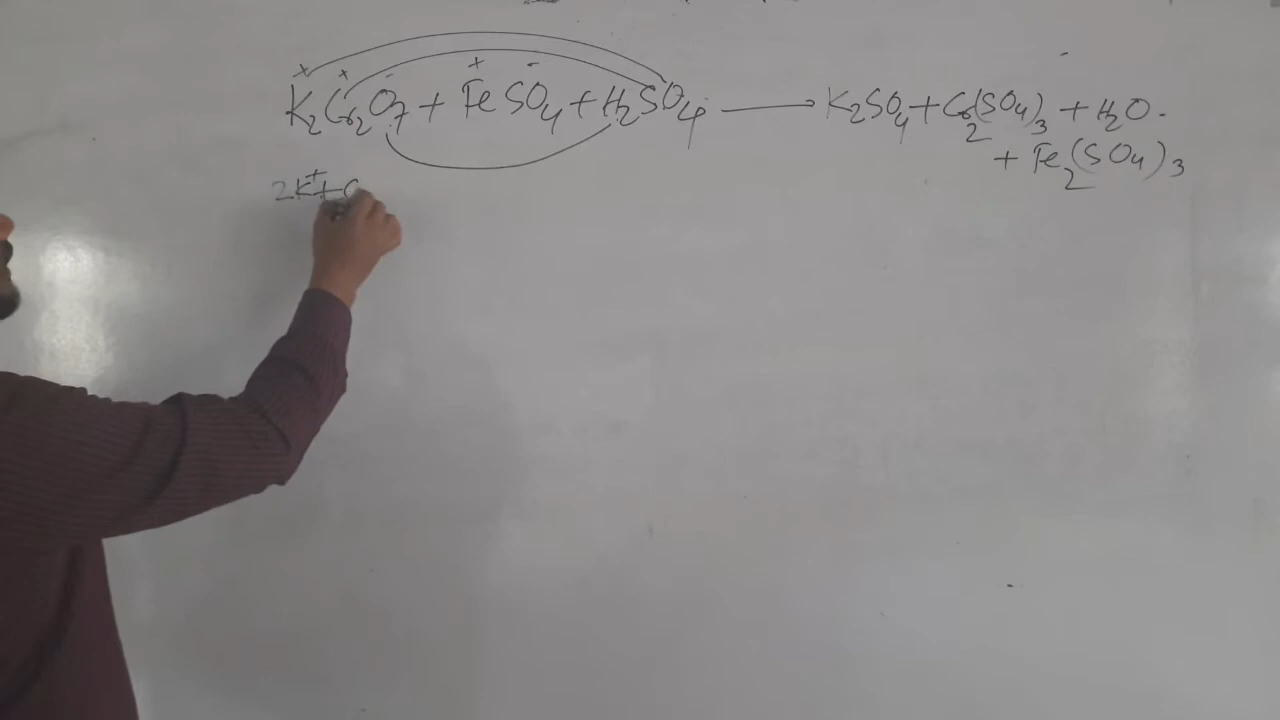 K₂Cr₂O₇ + FeSO₄ + H₂SO₄ ⟶ K₂SO₄ + Cr₂(SO₄)₃ + H₂O.
+ Fe₂(SO₄)₃
2K⁺ + C